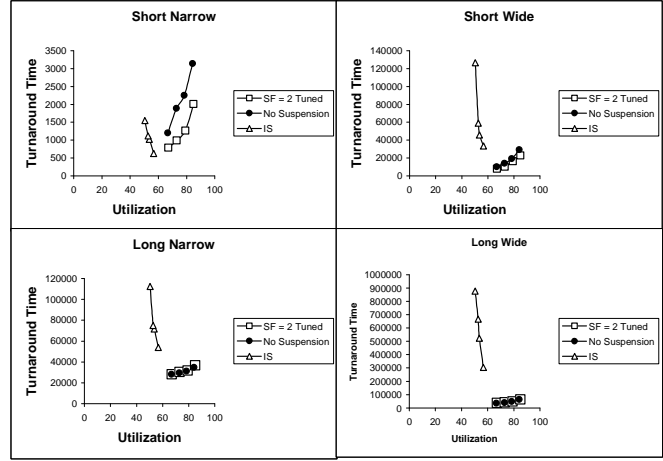 Short Narrow
3500
3000
2500
2000
1500
1000
500
0
Turnaround Time
0 20 40 60 80 100
Utilization
SF = 2 Tuned
No Suspension
IS
Short Wide
140000
120000
100000
80000
60000
40000
20000
0
Turnaround Time
0 20 40 60 80 100
Utilization
SF = 2 Tuned
No Suspension
IS
Long Narrow
120000
100000
80000
60000
40000
20000
0
Turnaround Time
0 20 40 60 80 100
Utilization
SF = 2 Tuned
No Suspension
IS
Long Wide
1000000
900000
800000
700000
600000
500000
400000
300000
200000
100000
0
Turnaround Time
0 20 40 60 80 100
Utilization
SF = 2 Tuned
No Suspension
IS